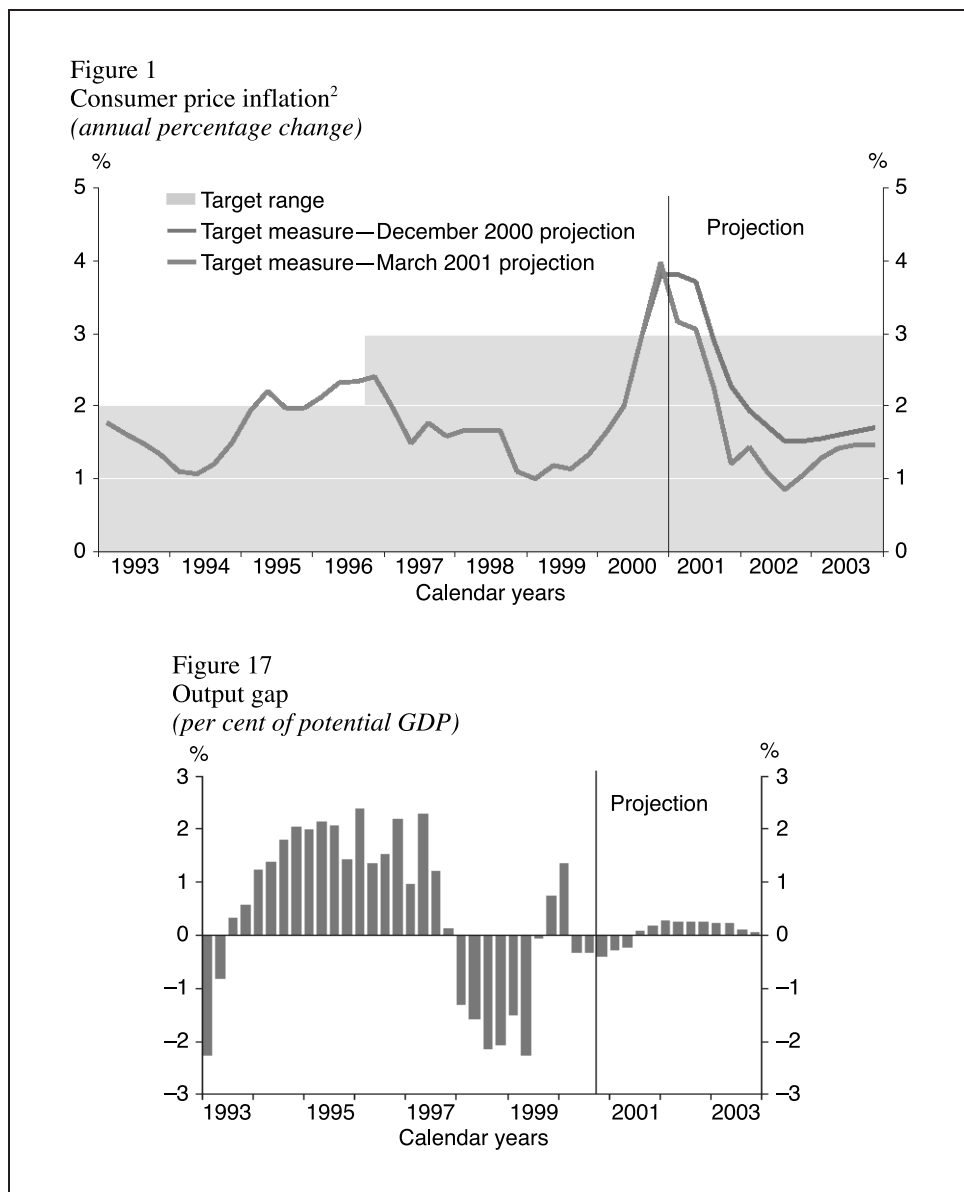 Figure 1
Consumer price inflation2
(annual percentage change)
% %
5 5
Target range
Target measure—December 2000 projection
Projection
Target measure—March 2001 projection
4 4
3 3
2 2
1 1
0 0
1993 1994 1995 1996 1997 1998 1999 2000 2001 2002 2003
Calendar years
Figure 17
Output gap
(per cent of potential GDP)
% %
3 3
Projection
2 2
1 1
0 0
–1 –1
–2 –2
–3 –3
1993 1995 1997 1999 2001 2003
Calendar years